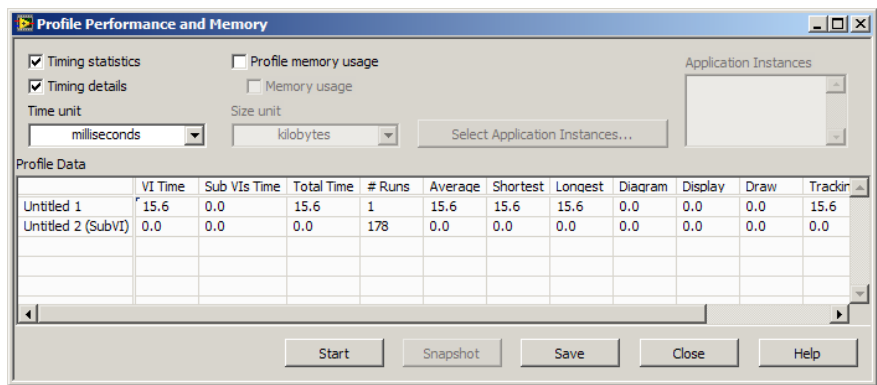 Profile Performance and Memory
Timing statistics Profile memory usage Application Instances
Timing details Memory usage
Time unit Size unit
milliseconds kilobytes Select Application Instances...
Profile Data
VI Time Sub VIs Time Total Time # Runs Average Shortest Longest Diagram Display Draw Trackin
Untitled 1 15.6 0.0 15.6 1 15.6 15.6 15.6 0.0 0.0 0.0 15.6
Untitled 2 (SubVI) 0.0 0.0 0.0 178 0.0 0.0 0.0 0.0 0.0 0.0 0.0
Start Snapshot Save Close Help